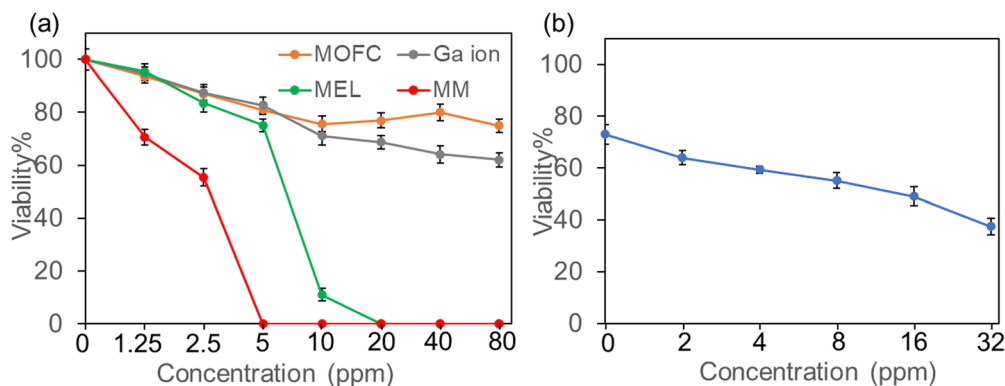 (a)
100
80
60
40
20
0
Viability%
MOFC
Ga ion
MEL
MM
0 1.25 2.5 5 10 20 40 80
Concentration (ppm)
(b)
100
80
60
40
20
0
Viability%
0 2 4 8 16 32
Concentration (ppm)